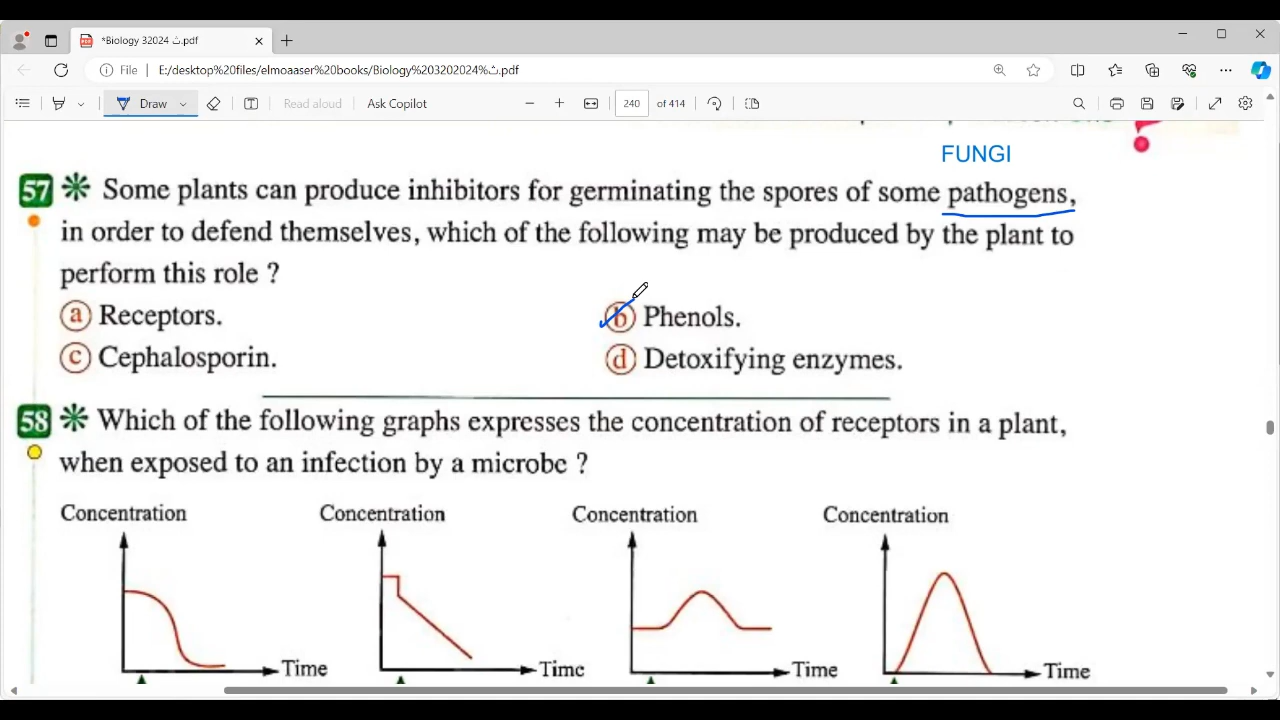 *Biology 32024 ث.pdf
File E:/desktop%20files/elmoaaser%20books/Biology%203202024%ث.pdf
Draw Read aloud Ask Copilot 240 of 414
FUNGI
57 Some plants can produce inhibitors for germinating the spores of some pathogens,
in order to defend themselves, which of the following may be produced by the plant to
perform this role ?
a Receptors.
b Phenols.
c Cephalosporin.
d Detoxifying enzymes.
58 Which of the following graphs expresses the concentration of receptors in a plant,
when exposed to an infection by a microbe ?
Concentration Concentration Concentration Concentration
Time Time Time Time